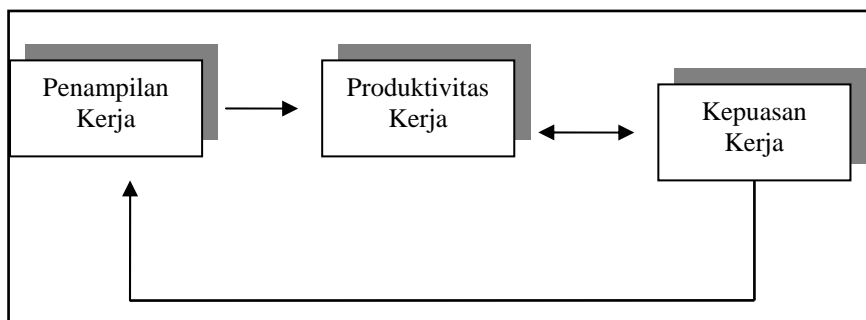 Penampilan
Kerja
Produktivitas
Kerja
Kepuasan
Kerja